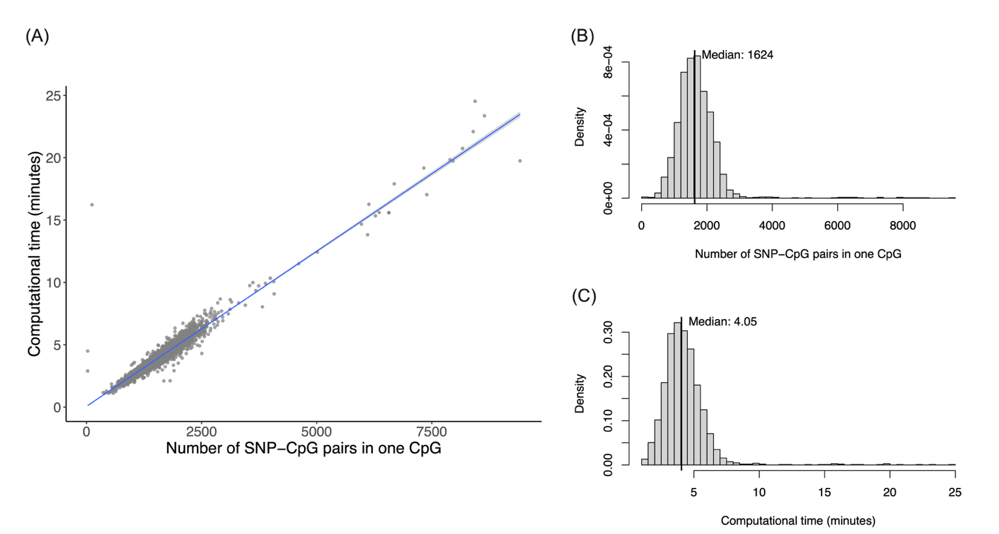 (A)
25
20
15
10
5
0
Computational time (minutes)
0 2500 5000 7500
Number of SNP–CpG pairs in one CpG
(B)
Median: 1624
8e−04
4e−04
0e+00
Density
0 2000 4000 6000 8000
Number of SNP–CpG pairs in one CpG
(C)
Median: 4.05
0.30
0.20
0.10
0.00
Density
5 10 15 20 25
Computational time (minutes)